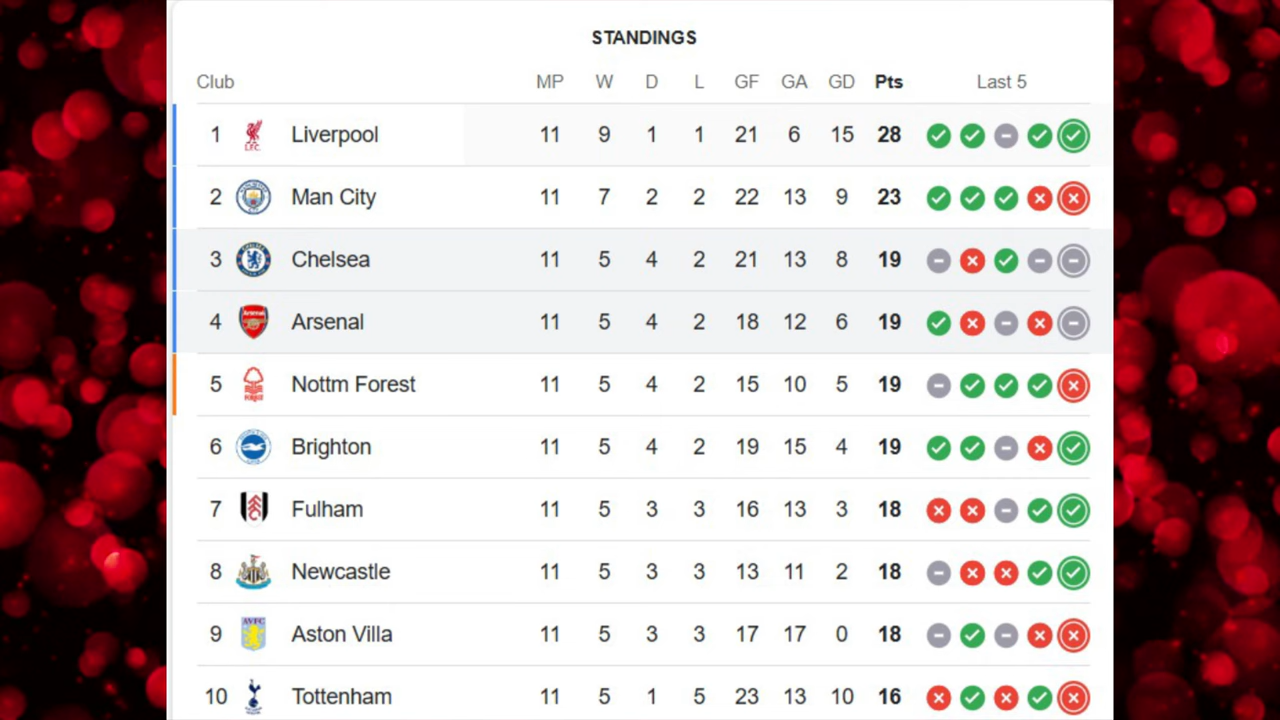 STANDINGS
Club MP W D L GF GA GD Pts Last 5
1 Liverpool 11 9 1 1 21 6 15 28
2 Man City 11 7 2 2 22 13 9 23
3 Chelsea 11 5 4 2 21 13 8 19
4 Arsenal 11 5 4 2 18 12 6 19
5 Nottm Forest 11 5 4 2 15 10 5 19
6 Brighton 11 5 4 2 19 15 4 19
7 Fulham 11 5 3 3 16 13 3 18
8 Newcastle 11 5 3 3 13 11 2 18
9 Aston Villa 11 5 3 3 17 17 0 18
10 Tottenham 11 5 1 5 23 13 10 16